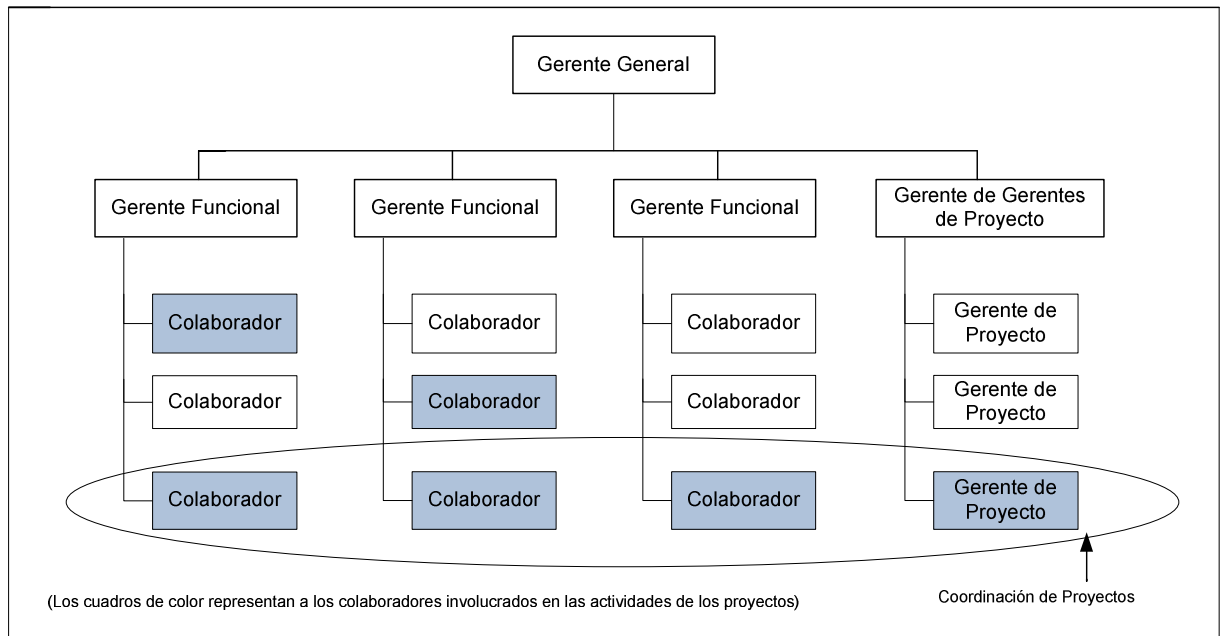 Gerente General
Gerente Funcional
Gerente Funcional
Gerente Funcional
Gerente de Gerentes
de Proyecto
Colaborador
Colaborador
Colaborador
Gerente de
Proyecto
Colaborador
Colaborador
Colaborador
Gerente de
Proyecto
Colaborador
Colaborador
Colaborador
Gerente de
Proyecto
(Los cuadros de color representan a los colaboradores involucrados en las actividades de los proyectos)
Coordinación de Proyectos